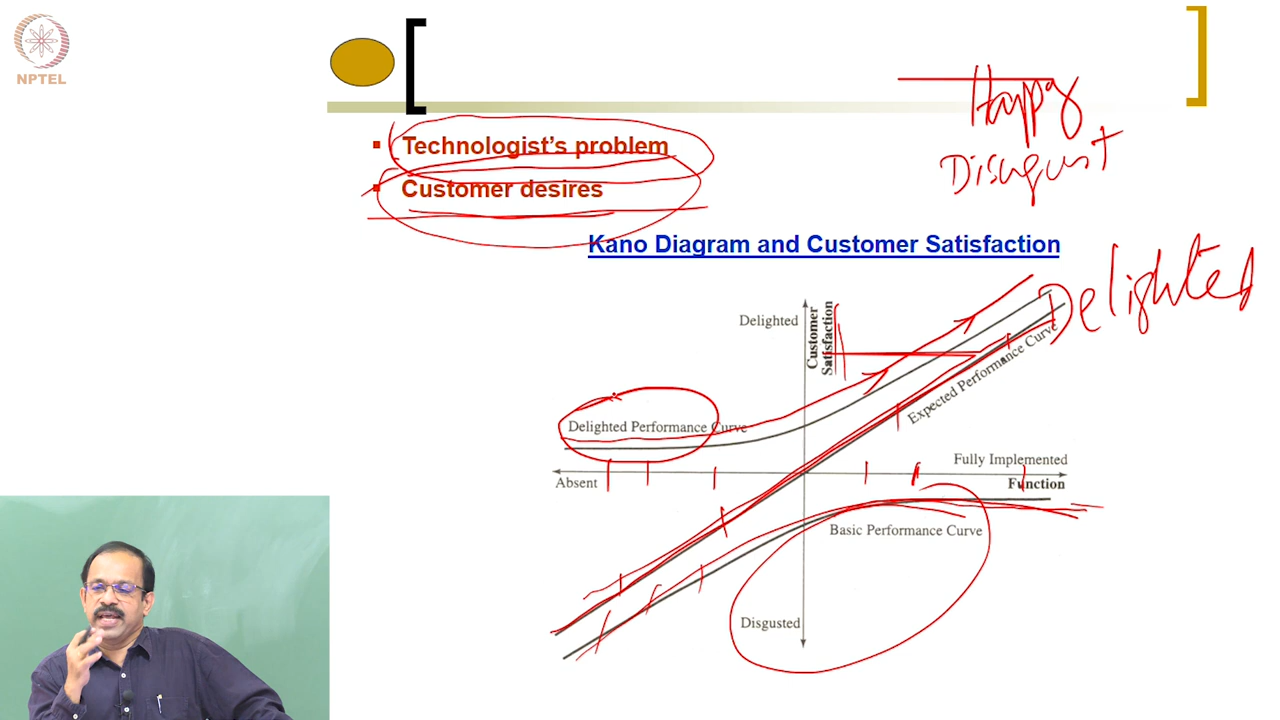 NPTEL
Happy
Disgust
Technologist's problem
Customer desires
Kano Diagram and Customer Satisfaction
Delighted
Delighted
Customer
Satisfaction
Expected Performance Curve
Delighted Performance Curve
Fully Implemented
Absent
Function
Basic Performance Curve
Disgusted